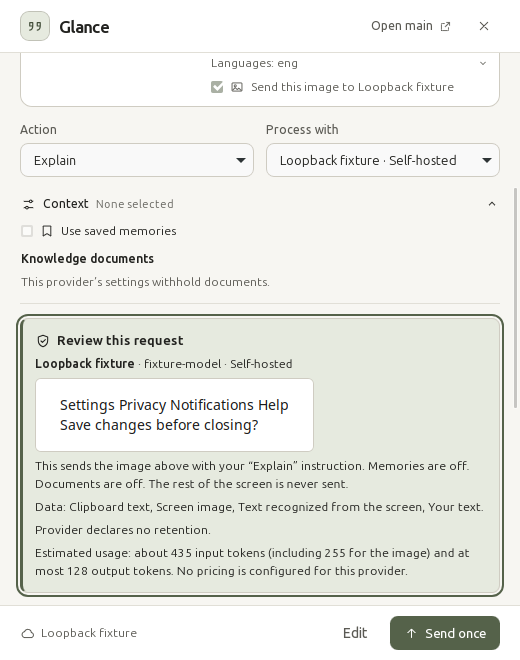 Glance
Open main
Languages: eng
Send this image to Loopback fixture
Action
Process with
Explain
Loopback fixture · Self-hosted
Context None selected
Use saved memories
Knowledge documents
This provider's settings withhold documents.
Review this request
Loopback fixture · fixture-model · Self-hosted
Settings Privacy Notifications Help
Save changes before closing?
This sends the image above with your “Explain” instruction. Memories are off.
Documents are off. The rest of the screen is never sent.
Data: Clipboard text, Screen image, Text recognized from the screen, Your text.
Provider declares no retention.
Estimated usage: about 435 input tokens (including 255 for the image) and at
most 128 output tokens. No pricing is configured for this provider.
Loopback fixture
Edit
Send once